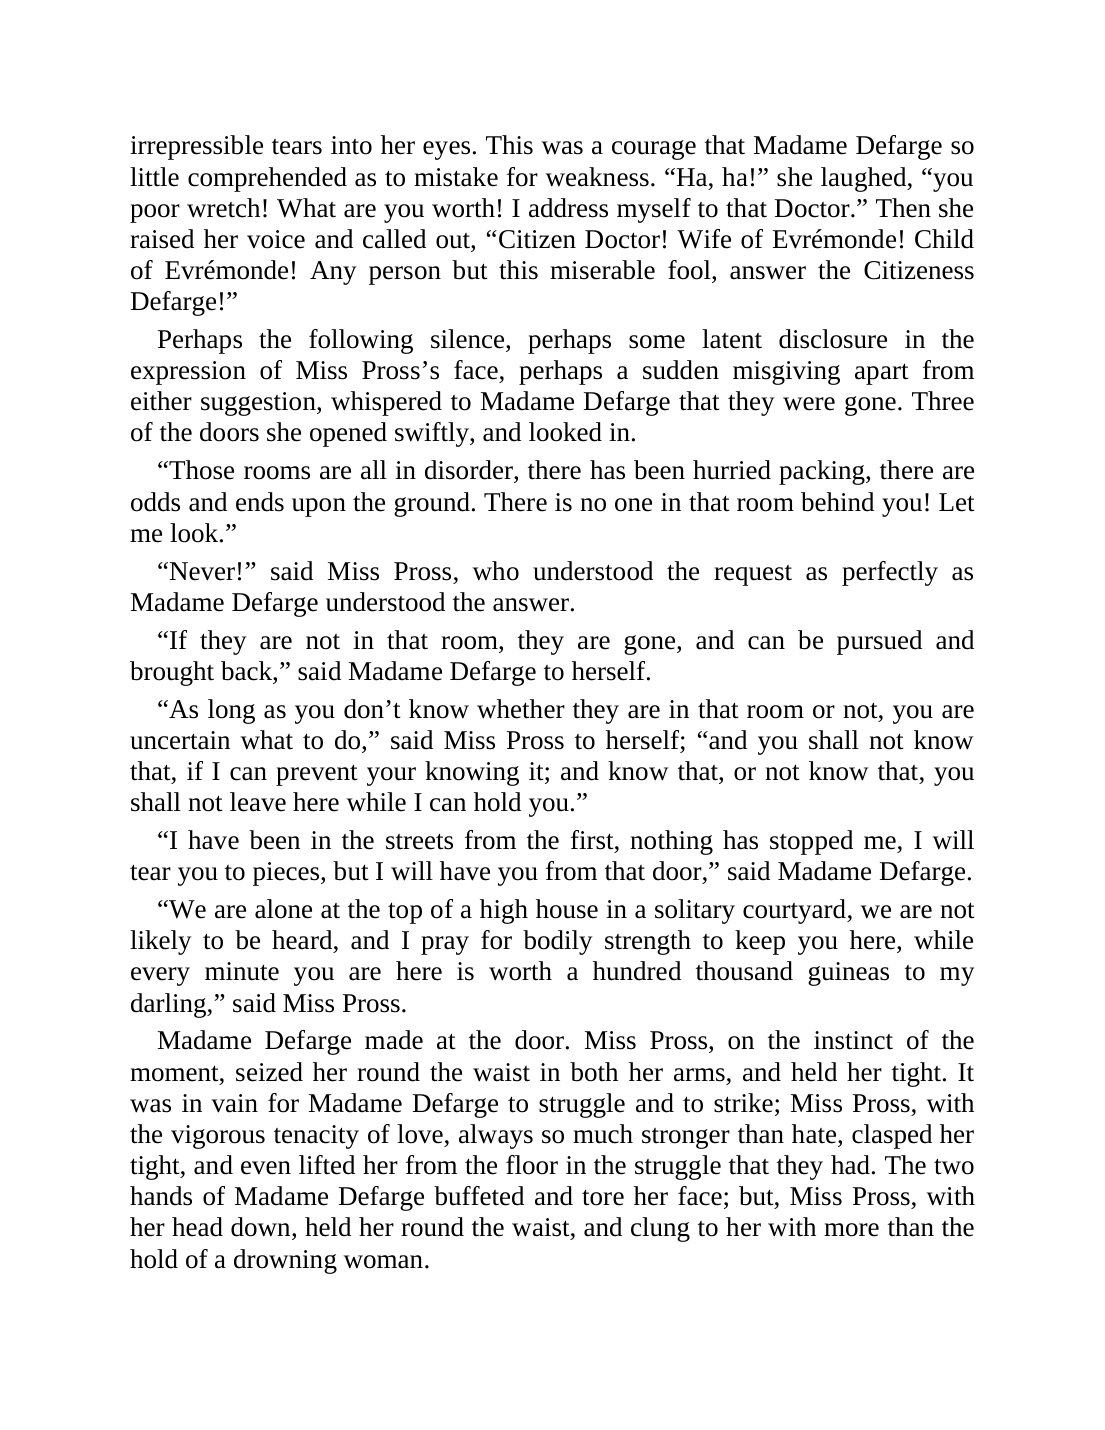 irrepressible tears into her eyes. This was a courage that Madame Defarge so
little comprehended as to mistake for weakness. “Ha, ha!” she laughed, “you
poor wretch! What are you worth! I address myself to that Doctor.” Then she
raised her voice and called out, “Citizen Doctor! Wife of Evrémonde! Child
of Evrémonde! Any person but this miserable fool, answer the Citizeness
Defarge!”
Perhaps the following silence, perhaps some latent disclosure in the
expression of Miss Pross’s face, perhaps a sudden misgiving apart from
either suggestion, whispered to Madame Defarge that they were gone. Three
of the doors she opened swiftly, and looked in.
“Those rooms are all in disorder, there has been hurried packing, there are
odds and ends upon the ground. There is no one in that room behind you! Let
me look.”
“Never!” said Miss Pross, who understood the request as perfectly as
Madame Defarge understood the answer.
“If they are not in that room, they are gone, and can be pursued and
brought back,” said Madame Defarge to herself.
“As long as you don’t know whether they are in that room or not, you are
uncertain what to do,” said Miss Pross to herself; “and you shall not know
that, if I can prevent your knowing it; and know that, or not know that, you
shall not leave here while I can hold you.”
“I have been in the streets from the first, nothing has stopped me, I will
tear you to pieces, but I will have you from that door,” said Madame Defarge.
“We are alone at the top of a high house in a solitary courtyard, we are not
likely to be heard, and I pray for bodily strength to keep you here, while
every minute you are here is worth a hundred thousand guineas to my
darling,” said Miss Pross.
Madame Defarge made at the door. Miss Pross, on the instinct of the
moment, seized her round the waist in both her arms, and held her tight. It
was in vain for Madame Defarge to struggle and to strike; Miss Pross, with
the vigorous tenacity of love, always so much stronger than hate, clasped her
tight, and even lifted her from the floor in the struggle that they had. The two
hands of Madame Defarge buffeted and tore her face; but, Miss Pross, with
her head down, held her round the waist, and clung to her with more than the
hold of a drowning woman.